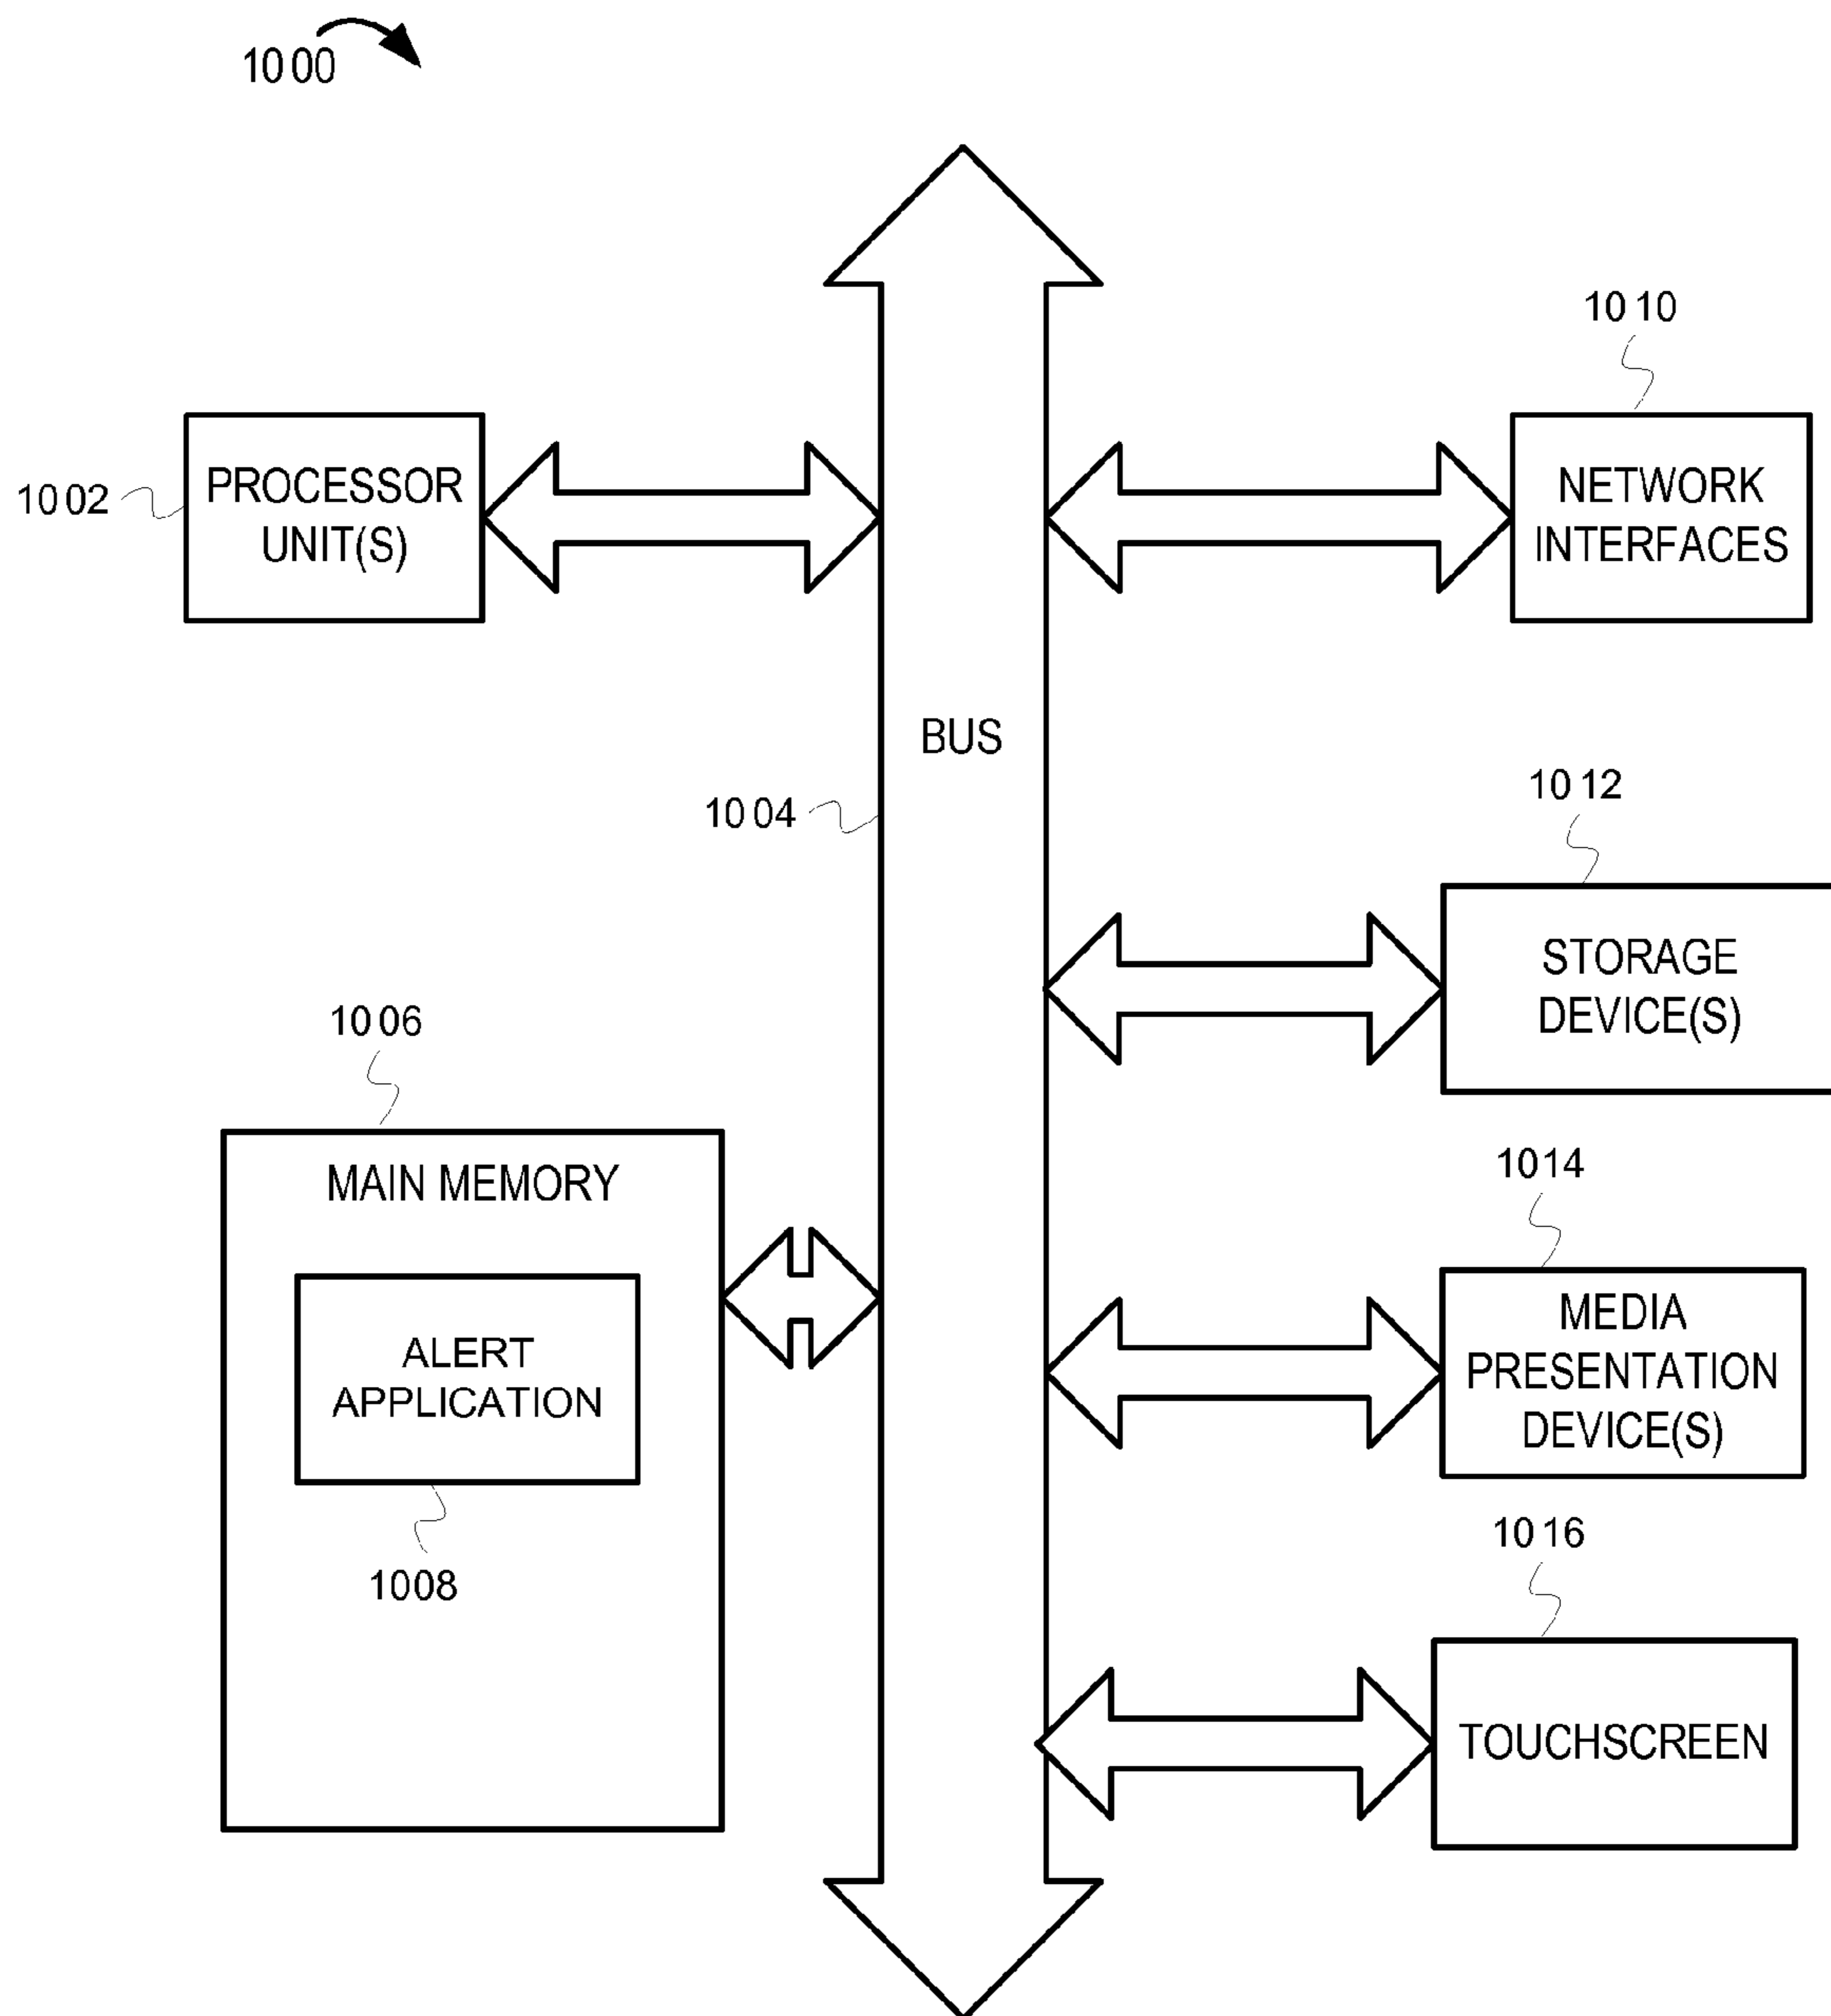 1000
1010
1002
PROCESSOR
UNIT(S)
NETWORK
INTERFACES
BUS
1004
1012
STORAGE
DEVICE(S)
1006
MAIN MEMORY
ALERT
APPLICATION
1008
1014
MEDIA
PRESENTATION
DEVICE(S)
1016
TOUCHSCREEN